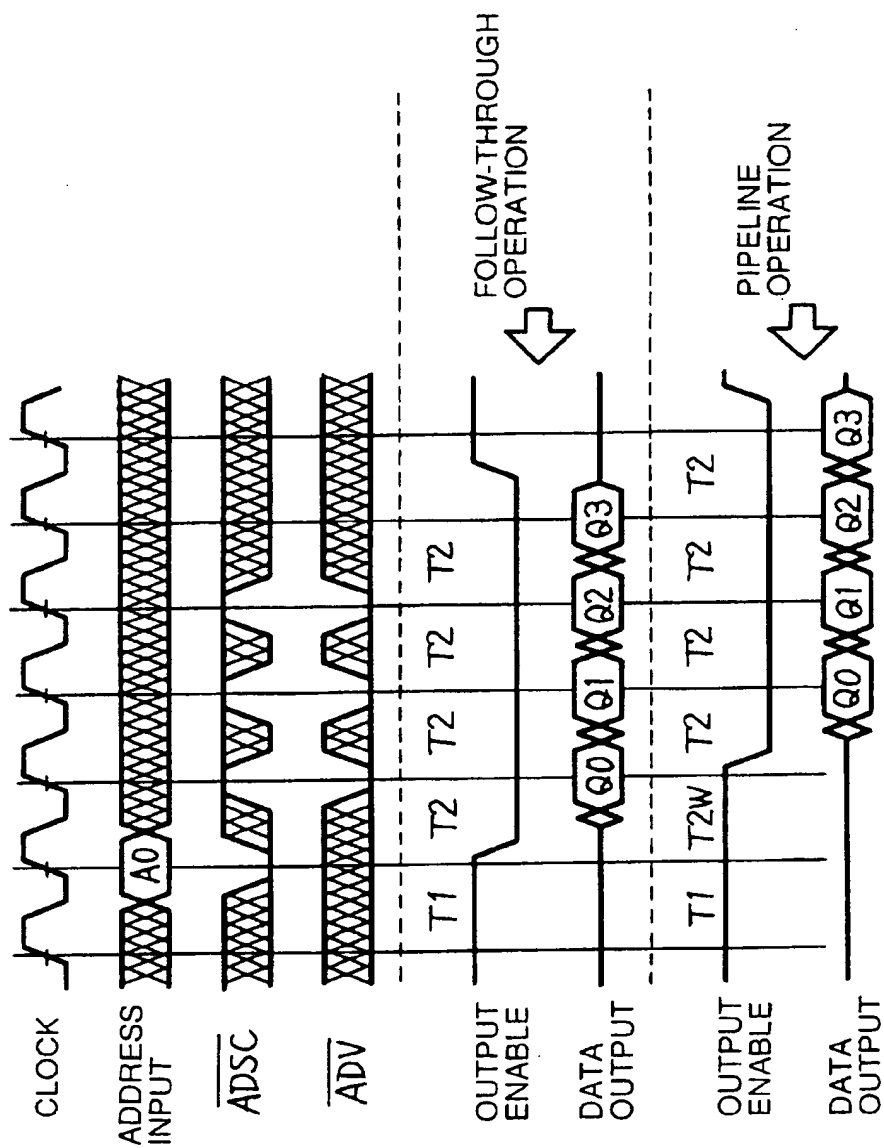 CLOCK
ADDRESS
INPUT
A0
ADSC
ADV
T1 T2 T2 T2 T2
OUTPUT
ENABLE
FOLLOW-THROUGH
OPERATION
DATA
OUTPUT
Q0 Q1 Q2 Q3
T1 T2W T2 T2 T2 T2
OUTPUT
ENABLE
PIPELINE
OPERATION
DATA
OUTPUT
Q0 Q1 Q2 Q3